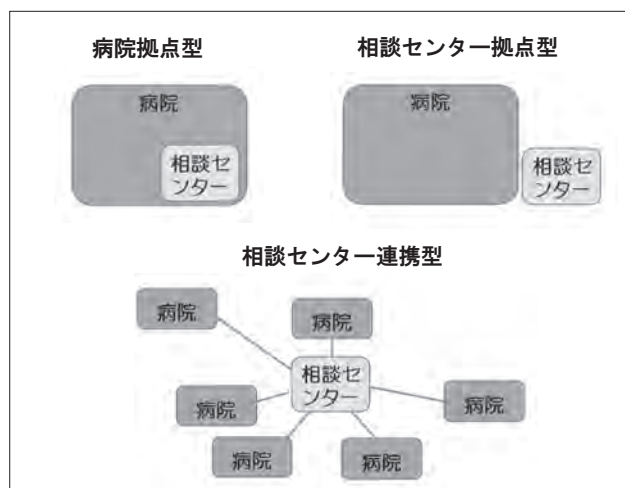 病院拠点型
相談センター拠点型
病院
相談セ
ンター
病院
相談セ
ンター
相談センター連携型
病院
病院
相談セ
ンター
病院
病院
病院
病院